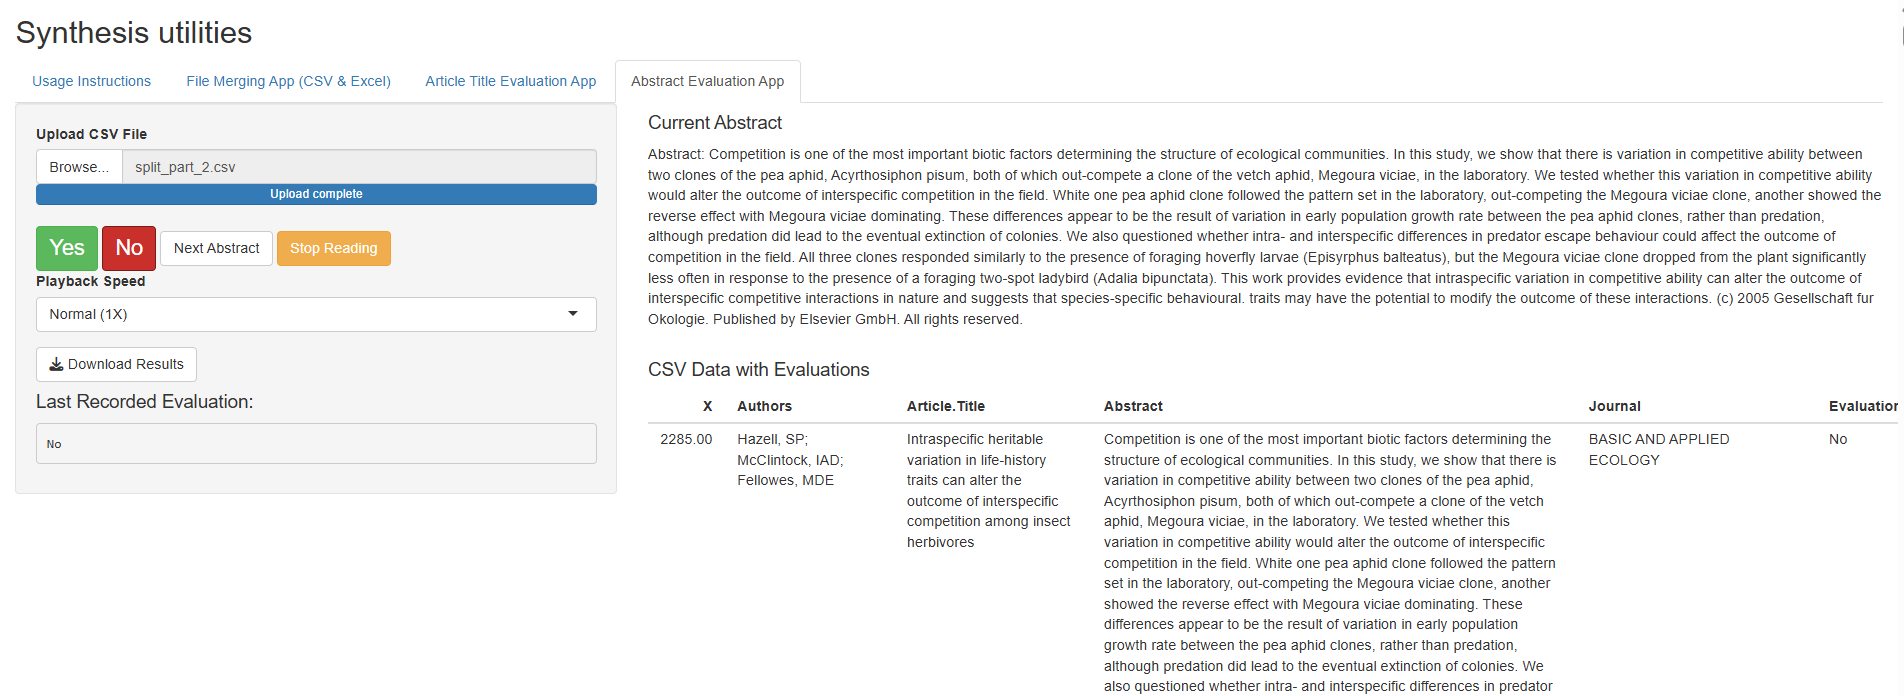 Synthesis utilities
Usage Instructions
File Merging App (CSV & Excel)
Article Title Evaluation App
Abstract Evaluation App
Upload CSV File
Browse...
split_part_2.csv
Upload complete
Yes
No
Next Abstract
Stop Reading
Playback Speed
Normal (1X)
Download Results
Last Recorded Evaluation:
No
Current Abstract
Abstract: Competition is one of the most important biotic factors determining the structure of ecological communities. In this study, we show that there is variation in competitive ability between
two clones of the pea aphid, Acyrthosiphon pisum, both of which out-compete a clone of the vetch aphid, Megoura viciae, in the laboratory. We tested whether this variation in competitive ability
would alter the outcome of interspecific competition in the field. White one pea aphid clone followed the pattern set in the laboratory, out-competing the Megoura viciae clone, another showed the
reverse effect with Megoura viciae dominating. These differences appear to be the result of variation in early population growth rate between the pea aphid clones, rather than predation,
although predation did lead to the eventual extinction of colonies. We also questioned whether intra- and interspecific differences in predator escape behaviour could affect the outcome of
competition in the field. All three clones responded similarly to the presence of foraging hoverfly larvae (Episyrphus balteatus), but the Megoura viciae clone dropped from the plant significantly
less often in response to the presence of a foraging two-spot ladybird (Adalia bipunctata). This work provides evidence that intraspecific variation in competitive ability can alter the outcome of
interspecific competitive interactions in nature and suggests that species-specific behavioural. traits may have the potential to modify the outcome of these interactions. (c) 2005 Gesellschaft fur
Okologie. Published by Elsevier GmbH. All rights reserved.
CSV Data with Evaluations
X
Authors
Article.Title
Abstract
Journal
Evaluation
2285.00
Hazell, SP;
McClintock, IAD;
Fellowes, MDE
Intraspecific heritable
variation in life-history
traits can alter the
outcome of interspecific
competition among insect
herbivores
Competition is one of the most important biotic factors determining the
structure of ecological communities. In this study, we show that there is
variation in competitive ability between two clones of the pea aphid,
Acyrthosiphon pisum, both of which out-compete a clone of the vetch
aphid, Megoura viciae, in the laboratory. We tested whether this
variation in competitive ability would alter the outcome of interspecific
competition in the field. White one pea aphid clone followed the pattern
set in the laboratory, out-competing the Megoura viciae clone, another
showed the reverse effect with Megoura viciae dominating. These
differences appear to be the result of variation in early population
growth rate between the pea aphid clones, rather than predation,
although predation did lead to the eventual extinction of colonies. We
also questioned whether intra- and interspecific differences in predator
BASIC AND APPLIED
ECOLOGY
No